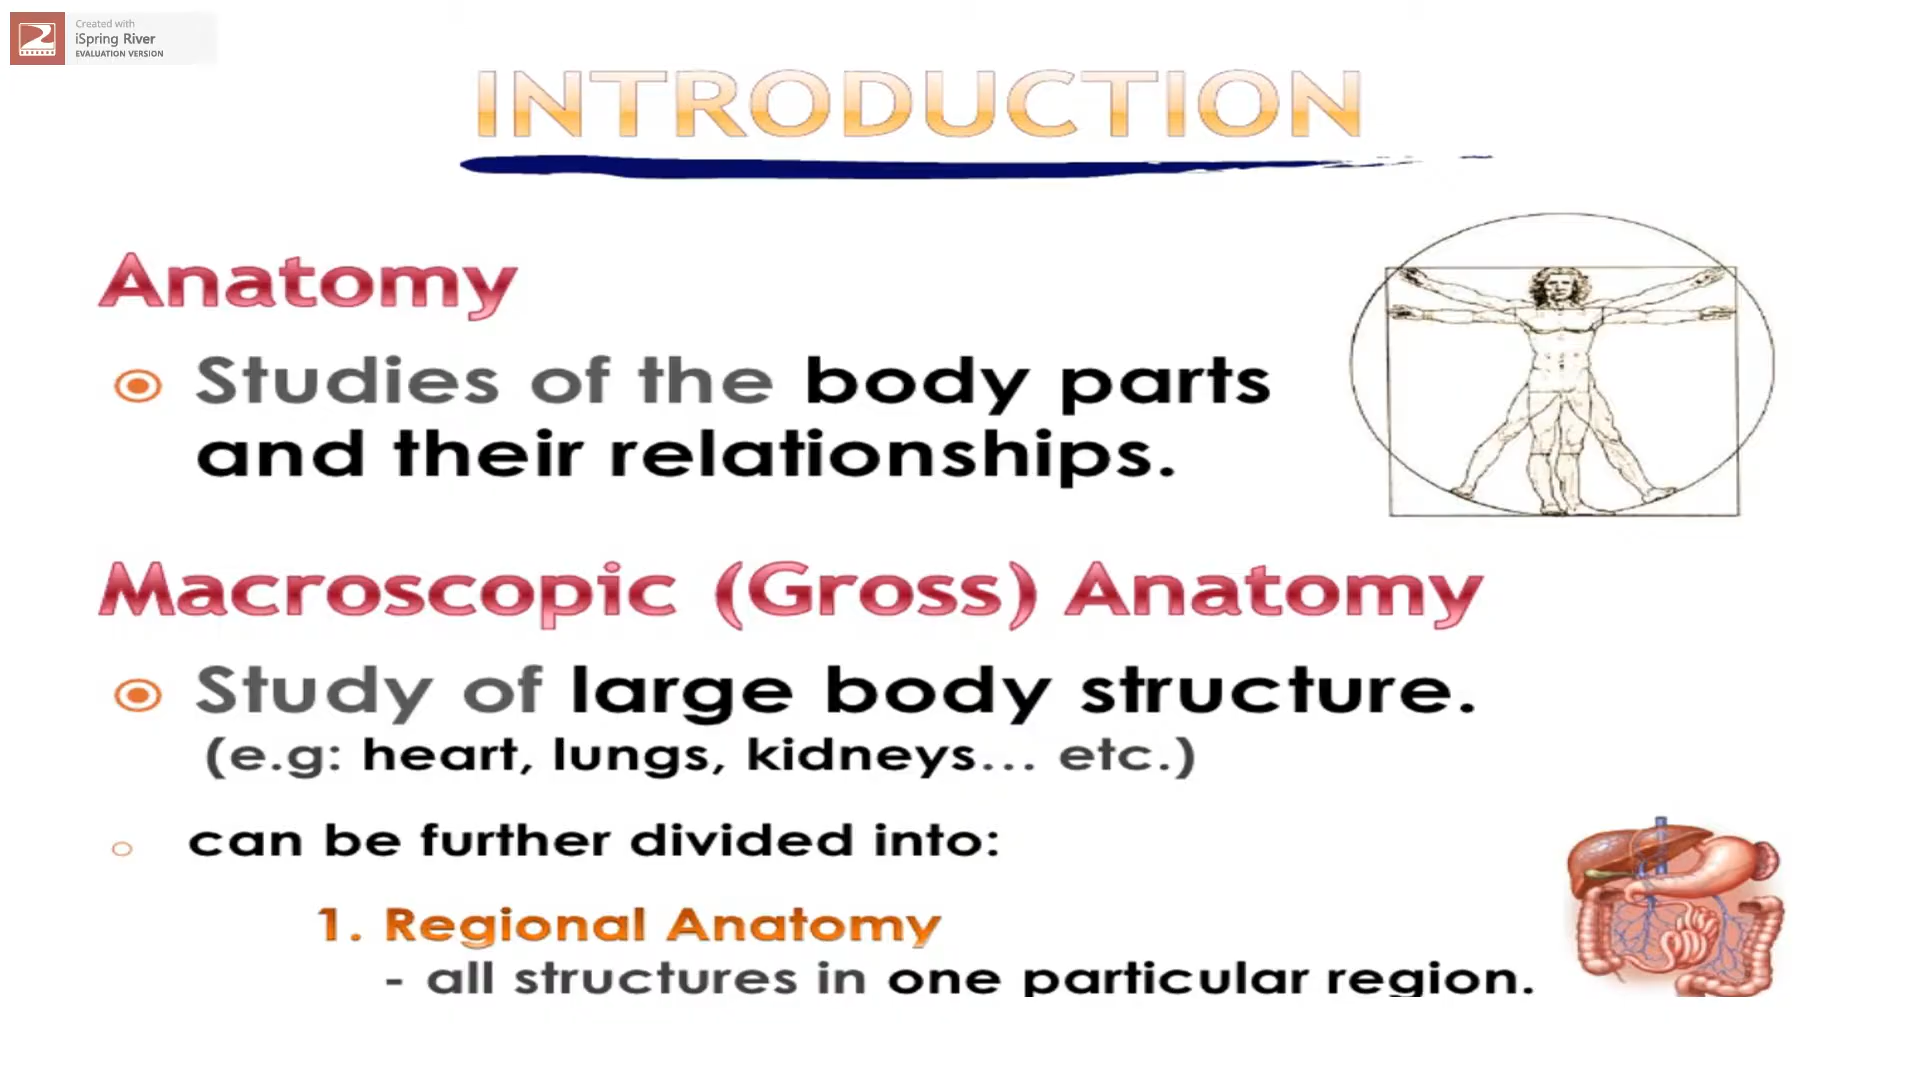 Created with
iSpring River
EVALUATION VERSION
INTRODUCTION
Anatomy
Studies of the body parts
and their relationships.
Macroscopic (Gross) Anatomy
Study of large body structure.
(e.g: heart, lungs, kidneys... etc.)
can be further divided into:
1. Regional Anatomy
- all structures in one particular region.